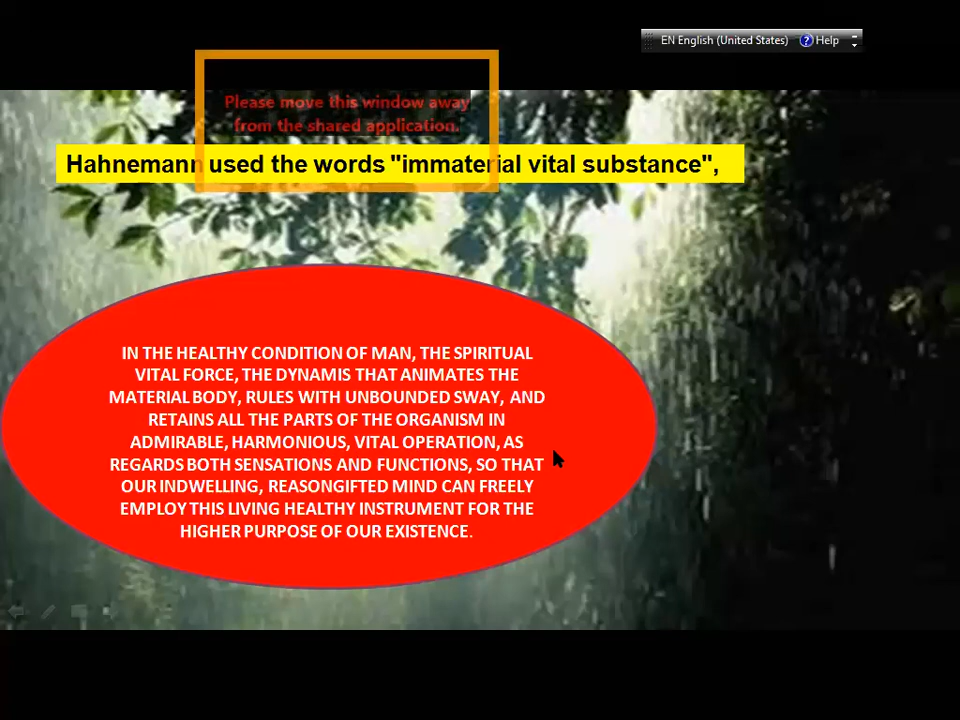 EN English (United States) ? Help
Please move this window away
from the shared application.
Hahnemann used the words "immaterial vital substance",
IN THE HEALTHY CONDITION OF MAN, THE SPIRITUAL
VITAL FORCE, THE DYNAMIS THAT ANIMATES THE
MATERIAL BODY, RULES WITH UNBOUNDED SWAY, AND
RETAINS ALL THE PARTS OF THE ORGANISM IN
ADMIRABLE, HARMONIOUS, VITAL OPERATION, AS
REGARDS BOTH SENSATIONS AND FUNCTIONS, SO THAT
OUR INDWELLING, REASONGIFTED MIND CAN FREELY
EMPLOY THIS LIVING HEALTHY INSTRUMENT FOR THE
HIGHER PURPOSE OF OUR EXISTENCE.